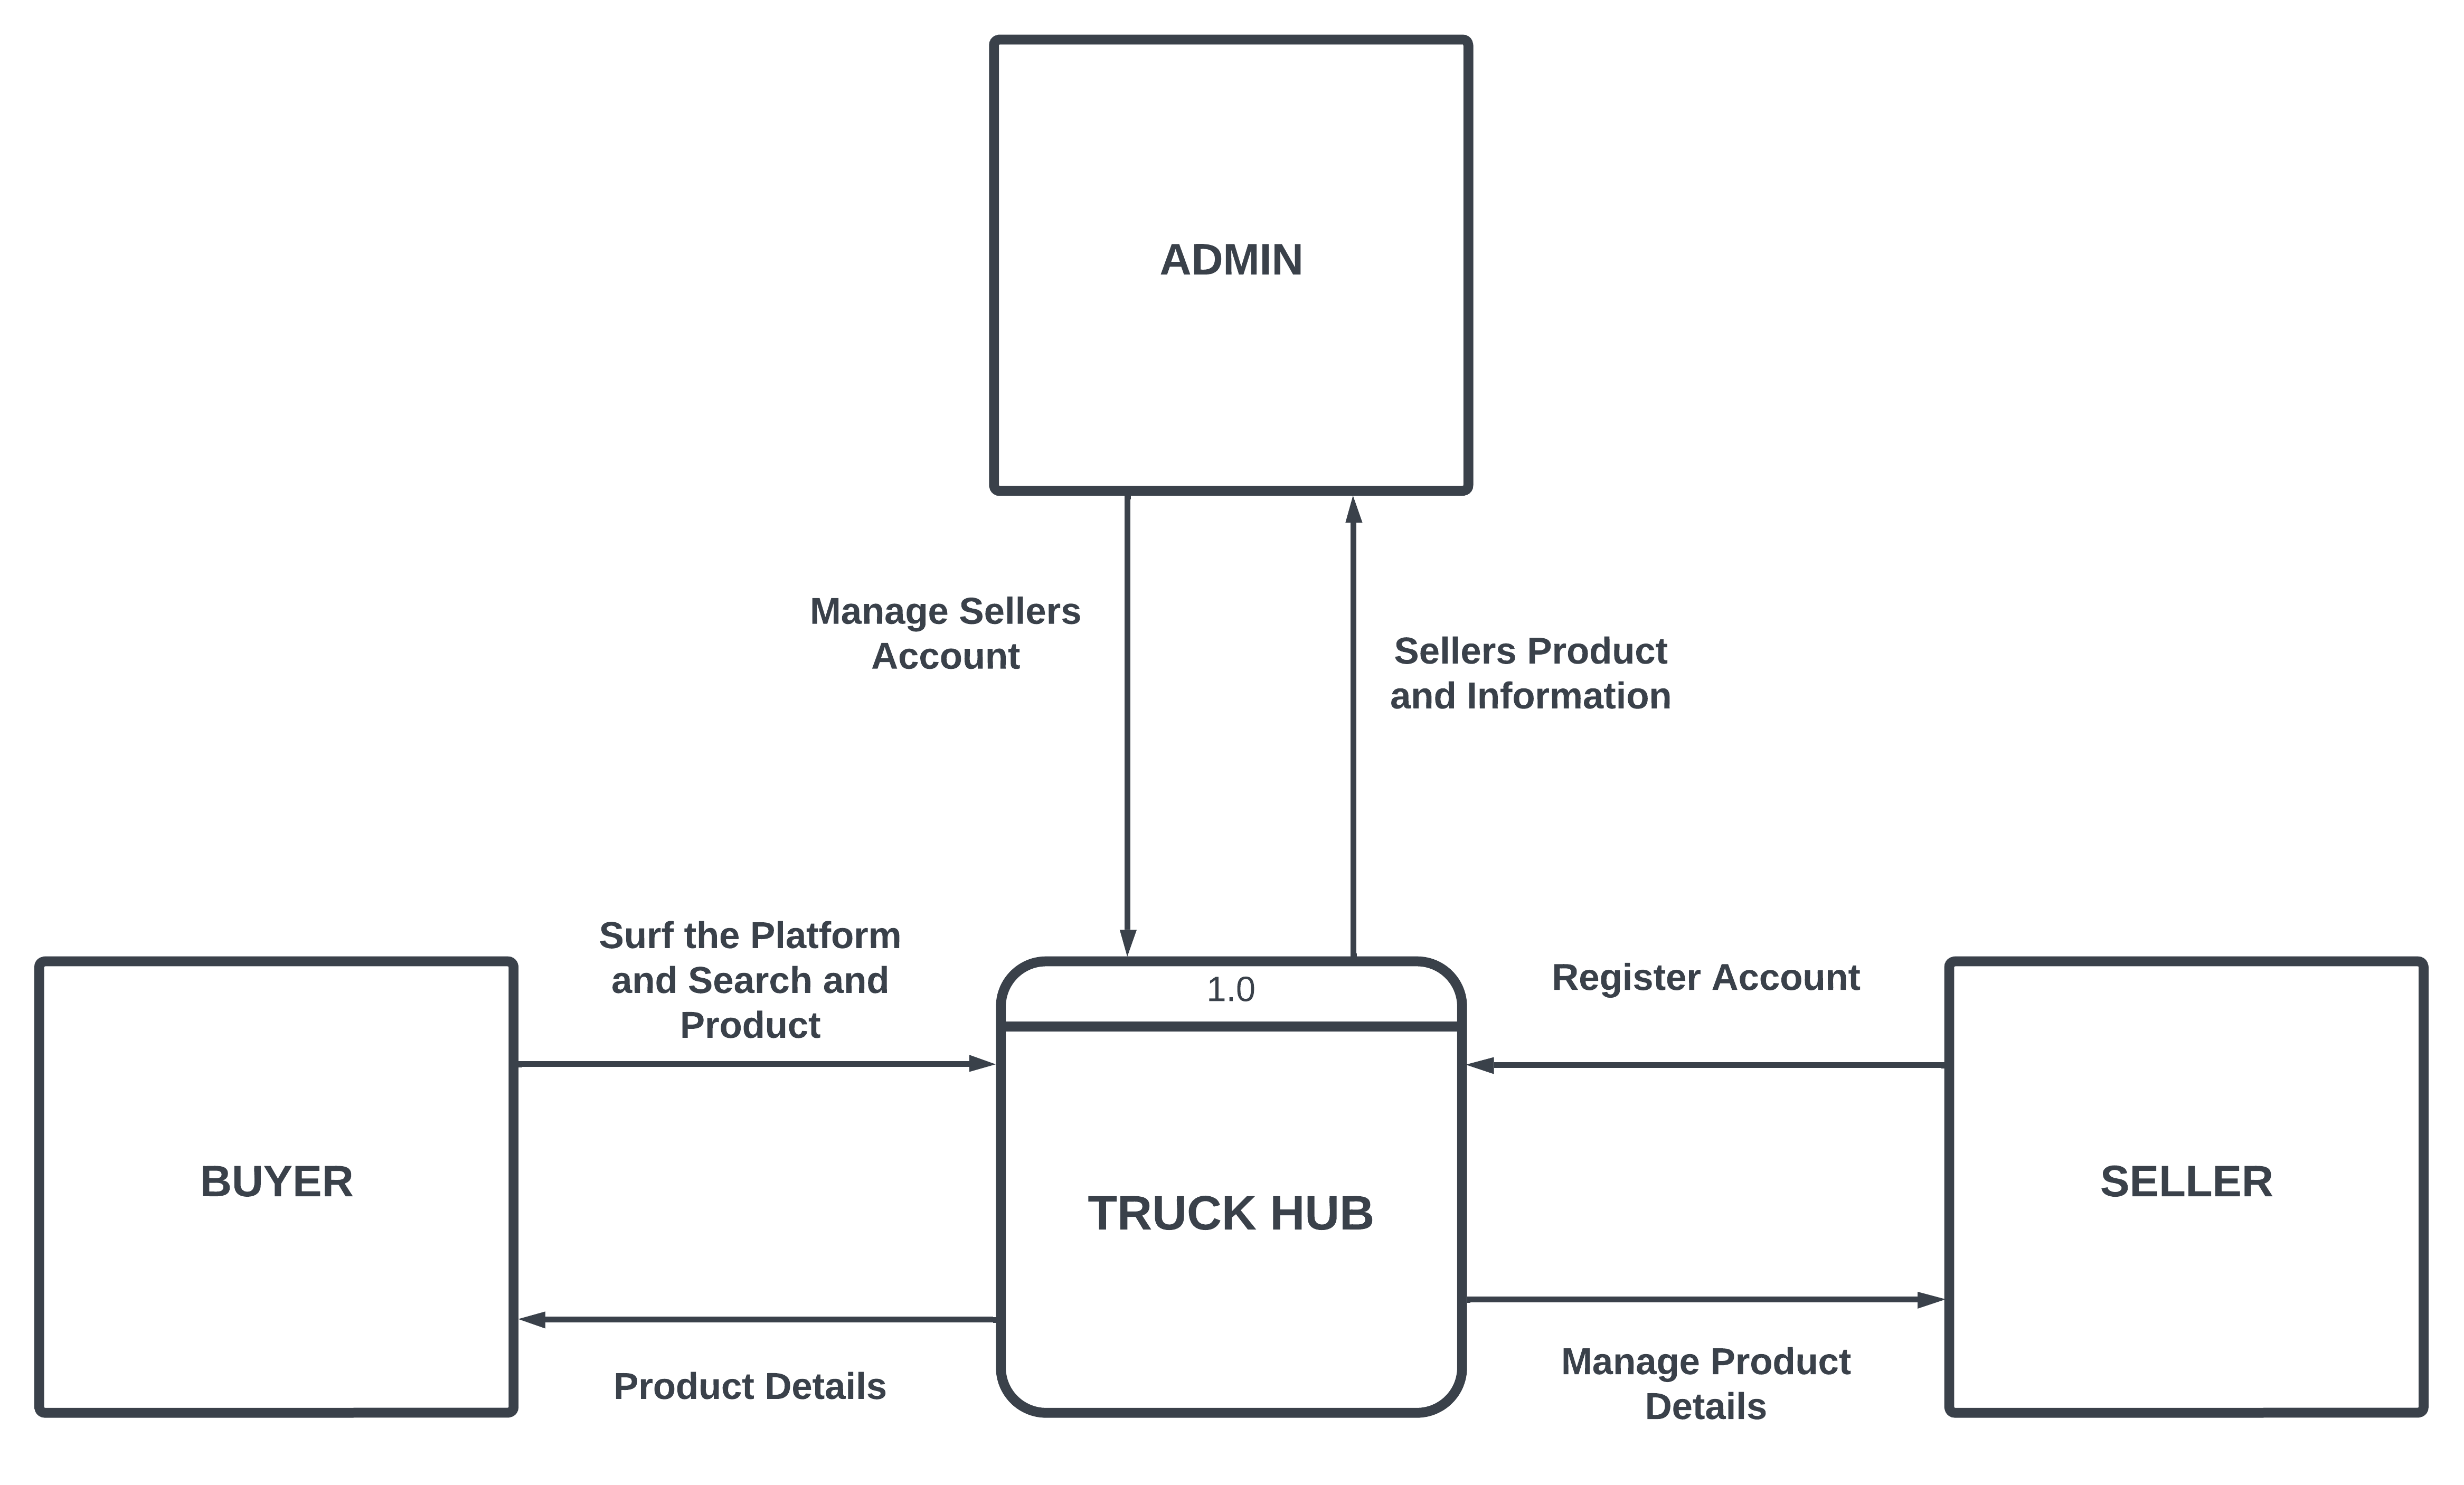 ADMIN
Manage Sellers
Account
Sellers Product
and Information
Surf the Platform
and Search and
Product
1.0
Register Account
BUYER
TRUCK HUB
SELLER
Product Details
Manage Product
Details